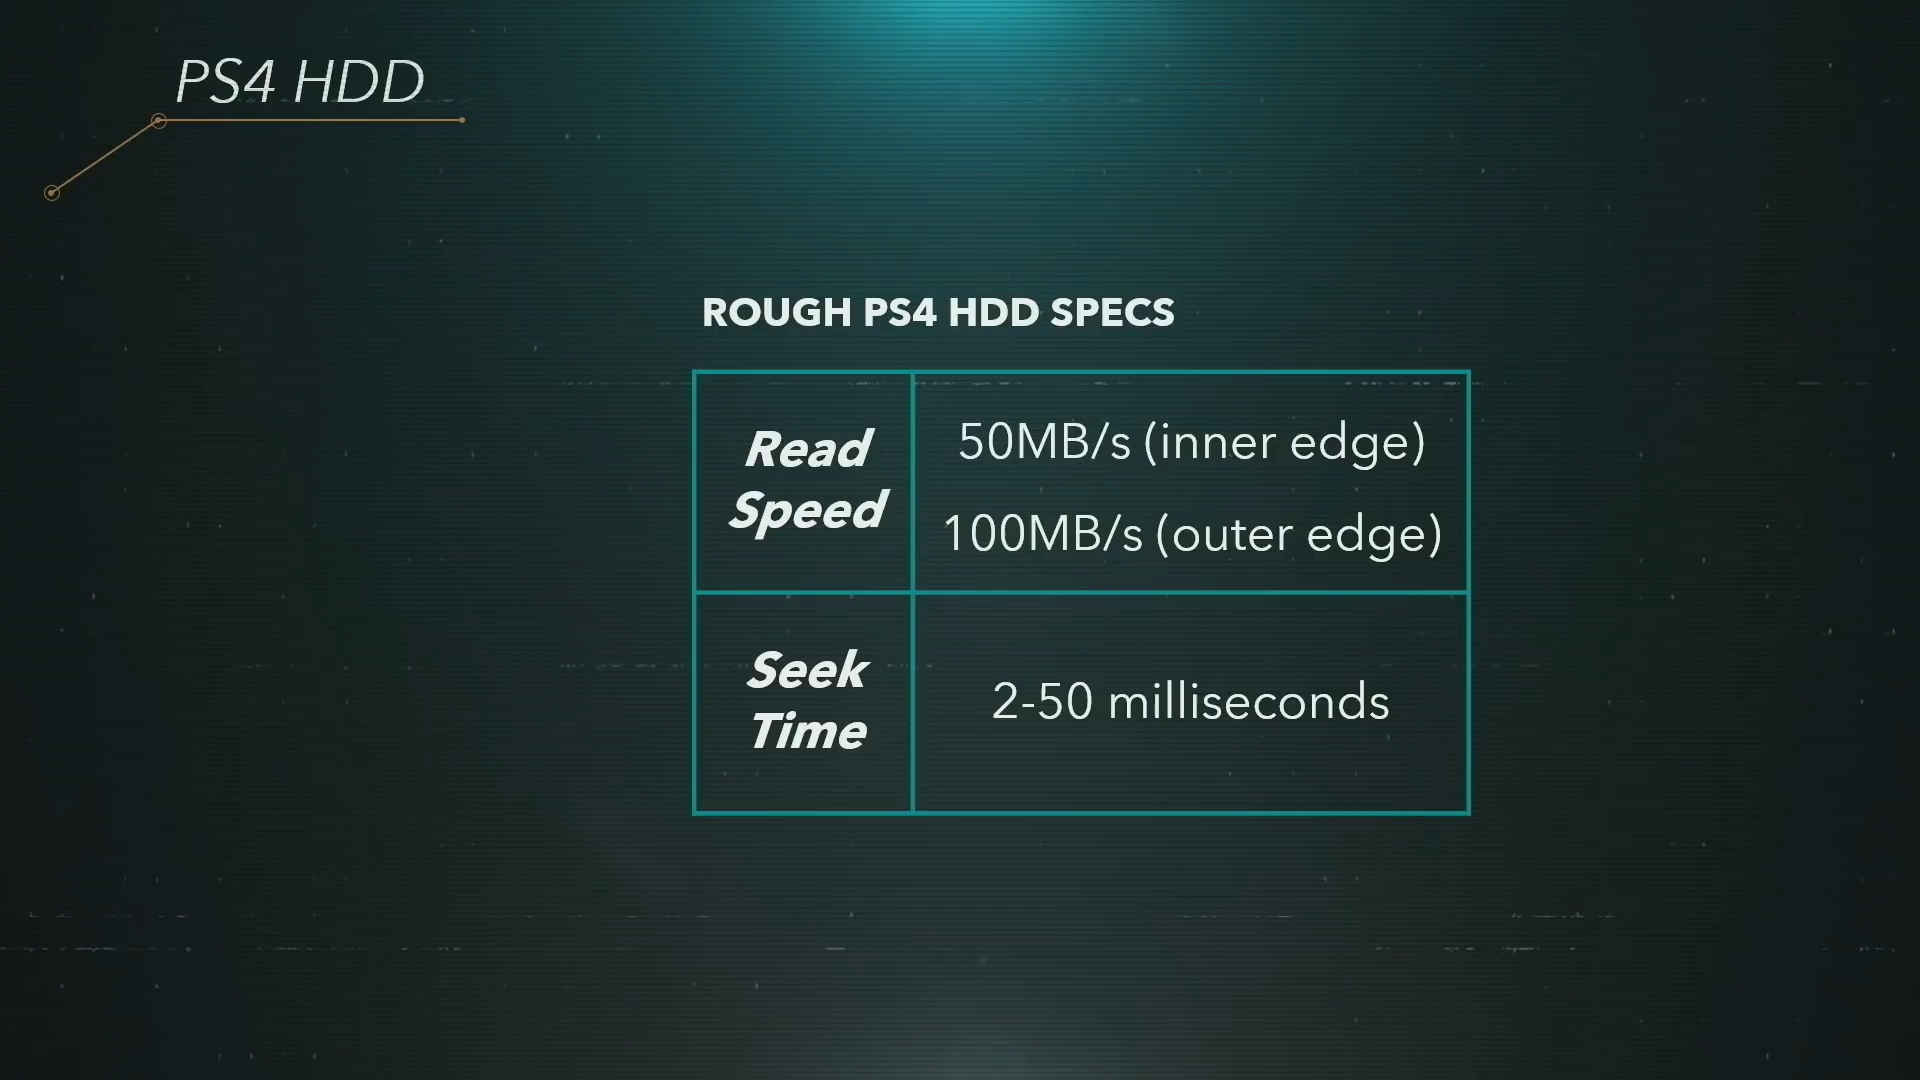 PS4 HDD
ROUGH PS4 HDD SPECS
Read
Speed
50MB/s (inner edge)
100MB/s (outer edge)
Seek
Time
2-50 milliseconds